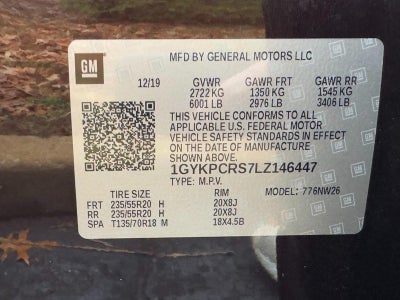 GM
MFD BY GENERAL MOTORS LLC
12/19 GVWR GAWR FRT GAWR RR
2722 KG 1350 KG 1545 KG
6001 LB 2976 LB 3406 LB
THIS VEHICLE CONFORMS TO ALL
APPLICABLE U.S. FEDERAL MOTOR
VEHICLE SAFETY STANDARDS IN EFFECT
ON THE DATE OF MANUFACTURE
SHOWN ABOVE.
1GYKPCRS7LZ146447
TYPE: M.P.V. MODEL: 776NW26
TIRE SIZE RIM
FRT 235/55R20 H 20X8J
RR 235/55R20 H 20X8J
SPA T135/70R18 M 18X4.5B